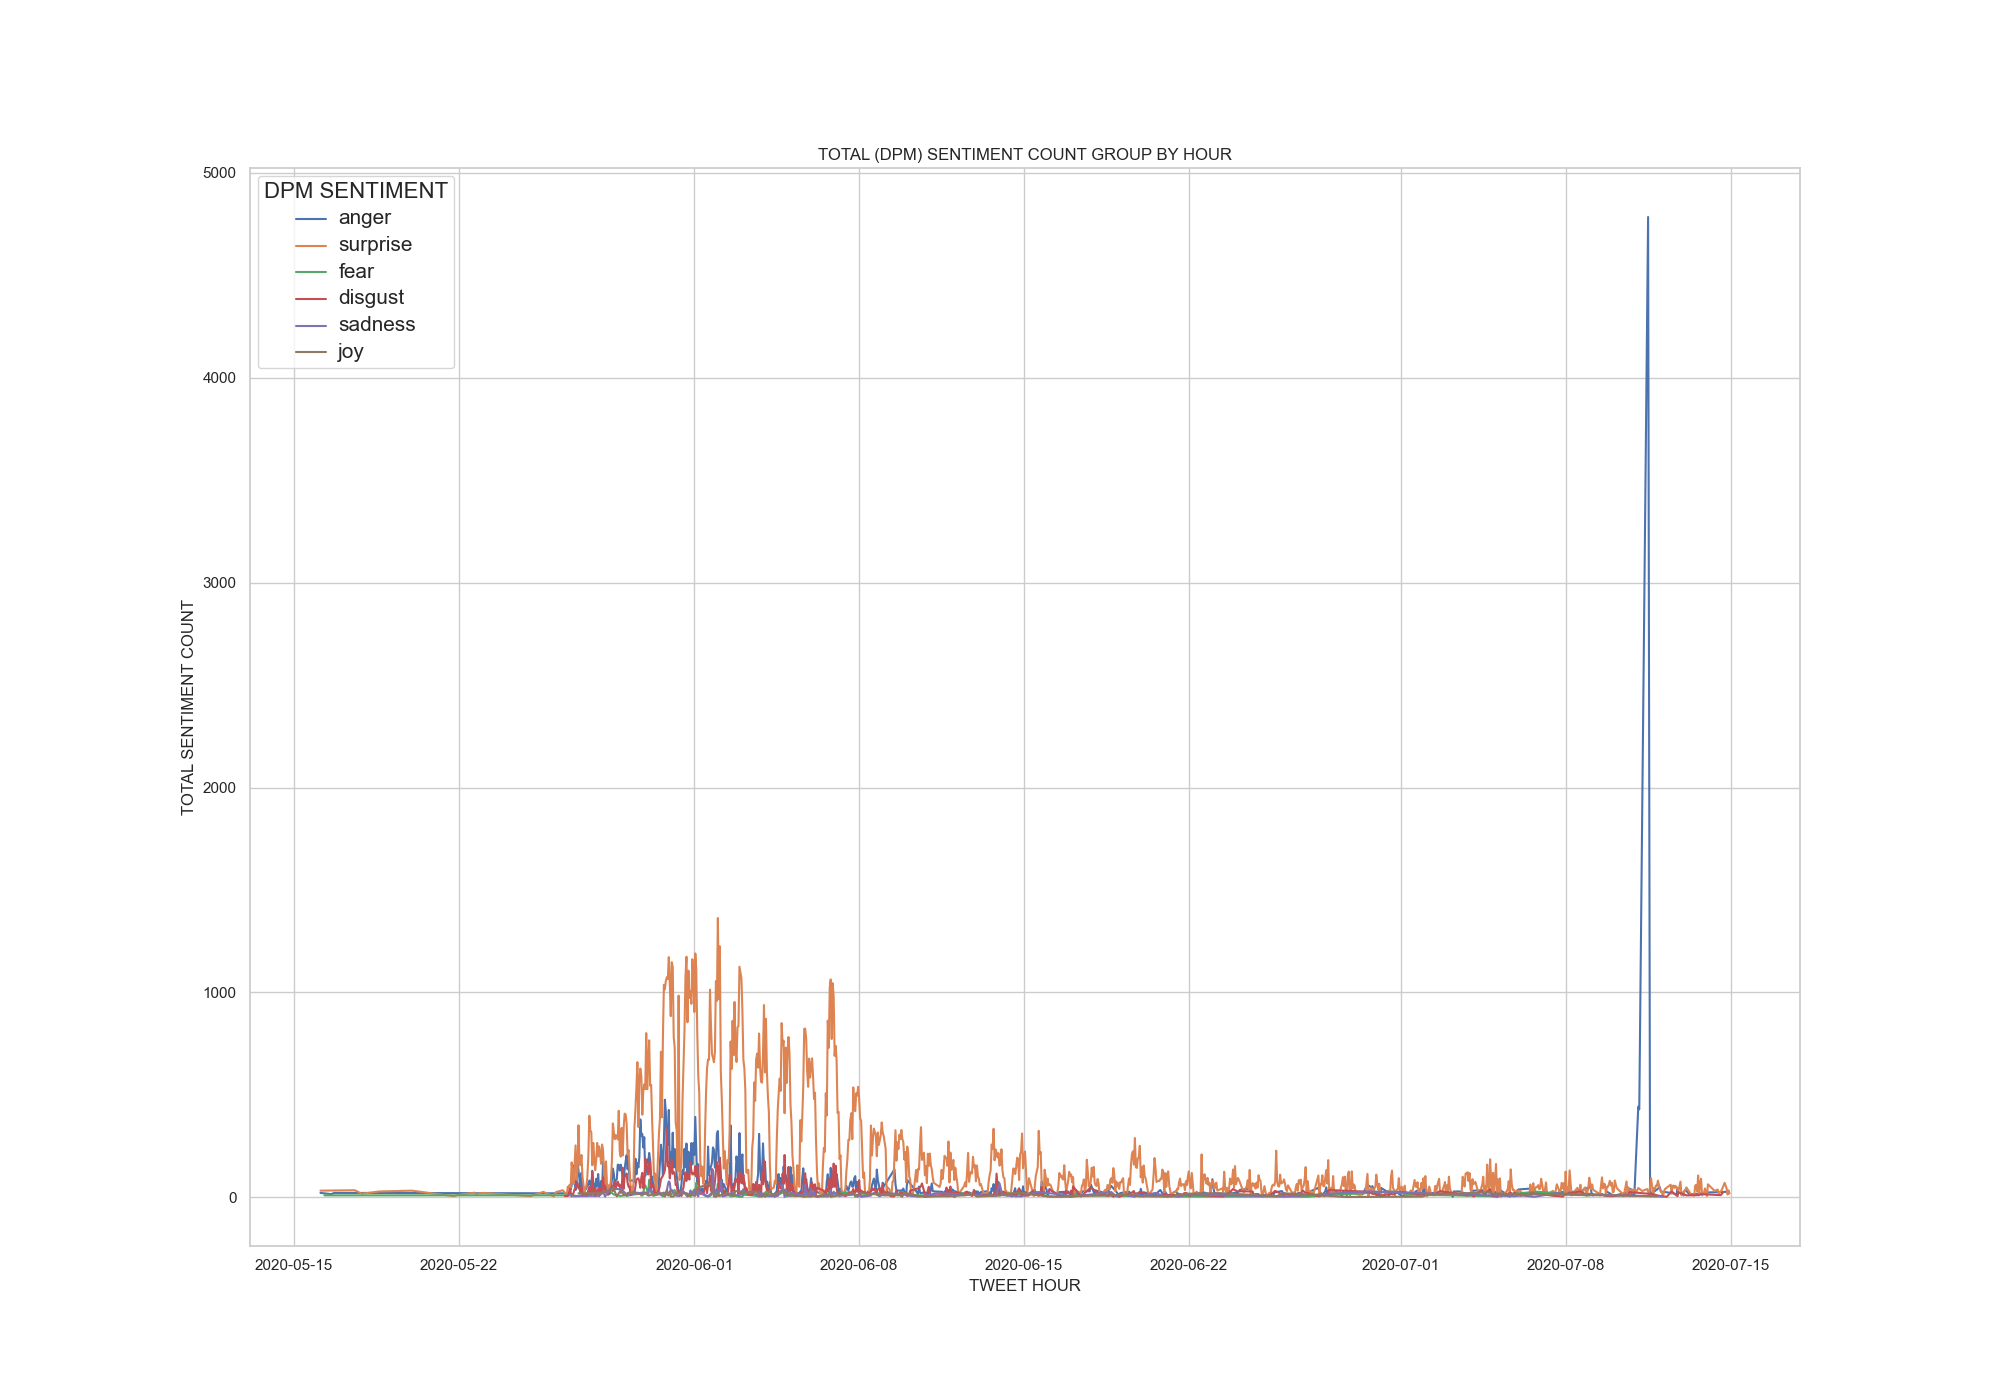 TOTAL (DPM) SENTIMENT COUNT GROUP BY HOUR
DPM SENTIMENT
anger
surprise
fear
disgust
sadness
joy
5000
4000
3000
2000
1000
0
TOTAL SENTIMENT COUNT
2020-05-15 2020-05-22 2020-06-01 2020-06-08 2020-06-15 2020-06-22 2020-07-01 2020-07-08 2020-07-15
TWEET HOUR